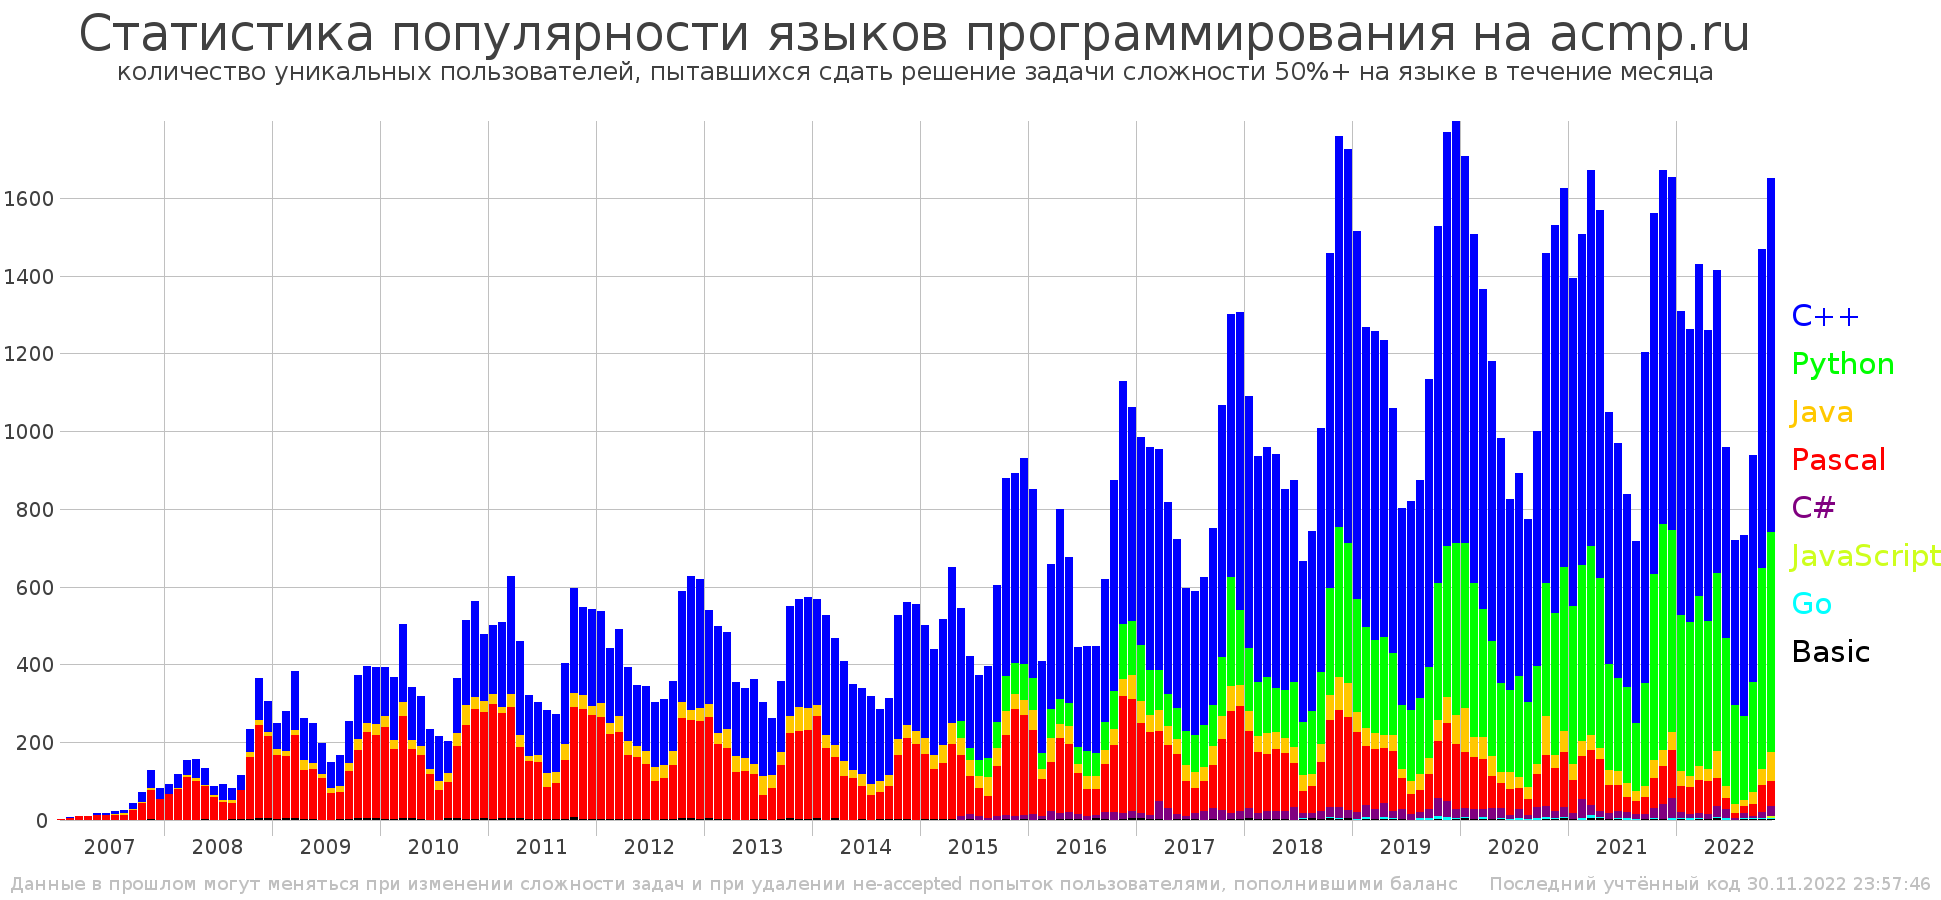 Статистика популярности языков программирования на acmp.ru
количество уникальных пользователей, пытавшихся сдать решение задачи сложности 50%+ на языке в течение месяца
1600
1400
1200
1000
800
600
400
200
0
C++
Python
Java
Pascal
C#
JavaScript
Go
Basic
2007 2008 2009 2010 2011 2012 2013 2014 2015 2016 2017 2018 2019 2020 2021 2022
Данные в прошлом могут меняться при изменении сложности задач и при удалении не-accepted попыток пользователями, пополнившими баланс Последний учтённый код 30.11.2022 23:57:46